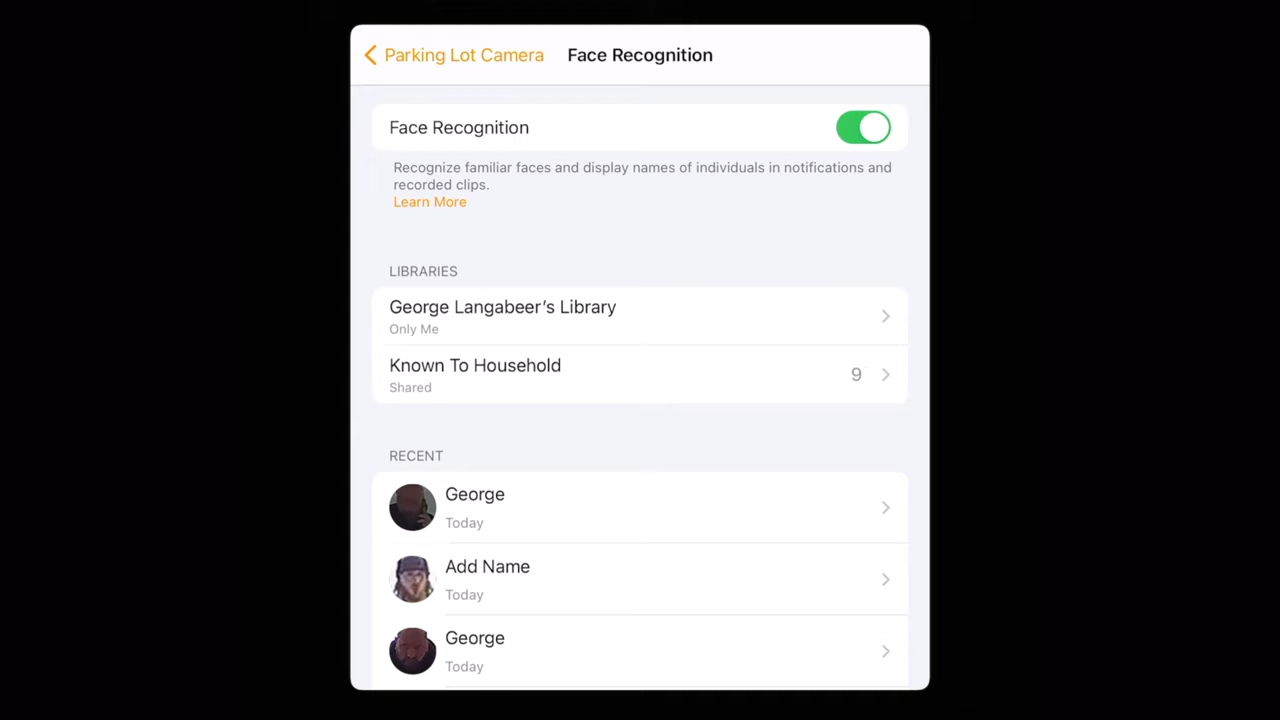 Parking Lot Camera Face Recognition
Face Recognition
Recognize familiar faces and display names of individuals in notifications and
recorded clips.
Learn More
LIBRARIES
George Langabeer’s Library
Only Me
Known To Household
Shared
9
RECENT
George
Today
Add Name
Today
George
Today